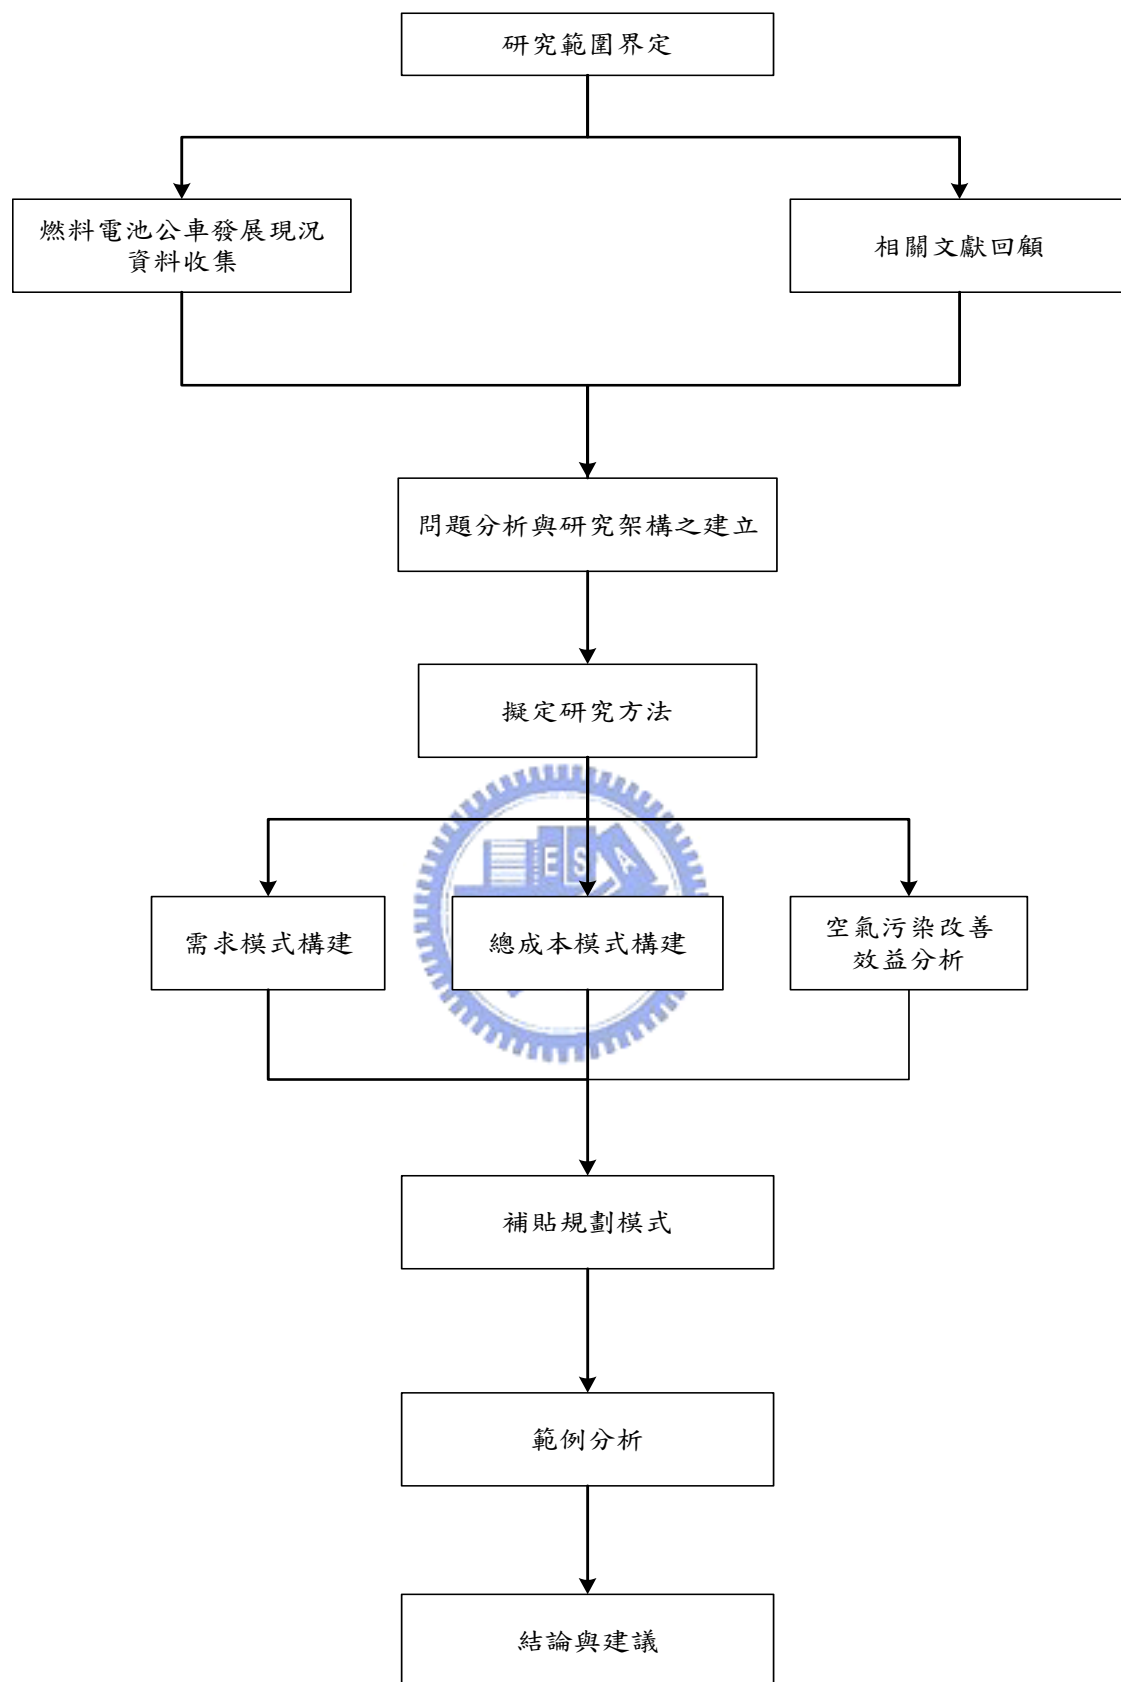 研究範圍界定
燃料電池公車發展現況
資料收集
相關文獻回顧
問題分析與研究架構之建立
擬定研究方法
E S A
需求模式構建
總成本模式構建
空氣污染改善
效益分析
補貼規劃模式
範例分析
結論與建議